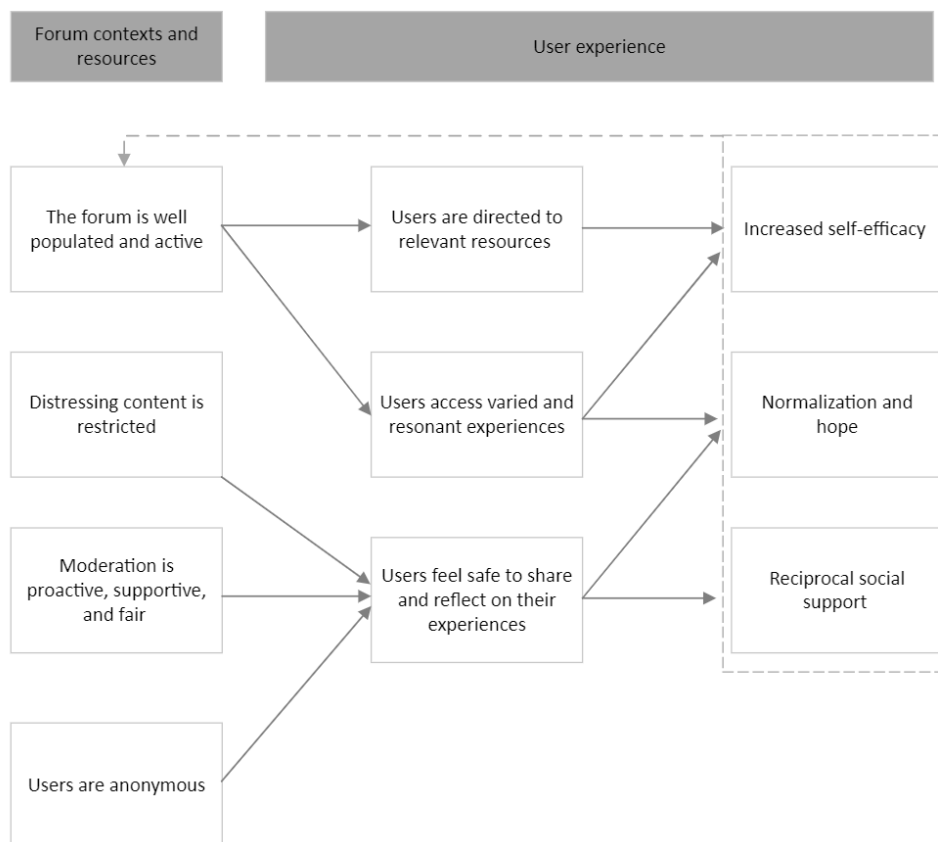 Forum contexts and
resources
User experience
The forum is well
populated and active
Users are directed to
relevant resources
Increased self-efficacy
Distressing content is
restricted
Users access varied and
resonant experiences
Normalization and
hope
Moderation is
proactive, supportive,
and fair
Users feel safe to share
and reflect on their
experiences
Reciprocal social
support
Users are anonymous